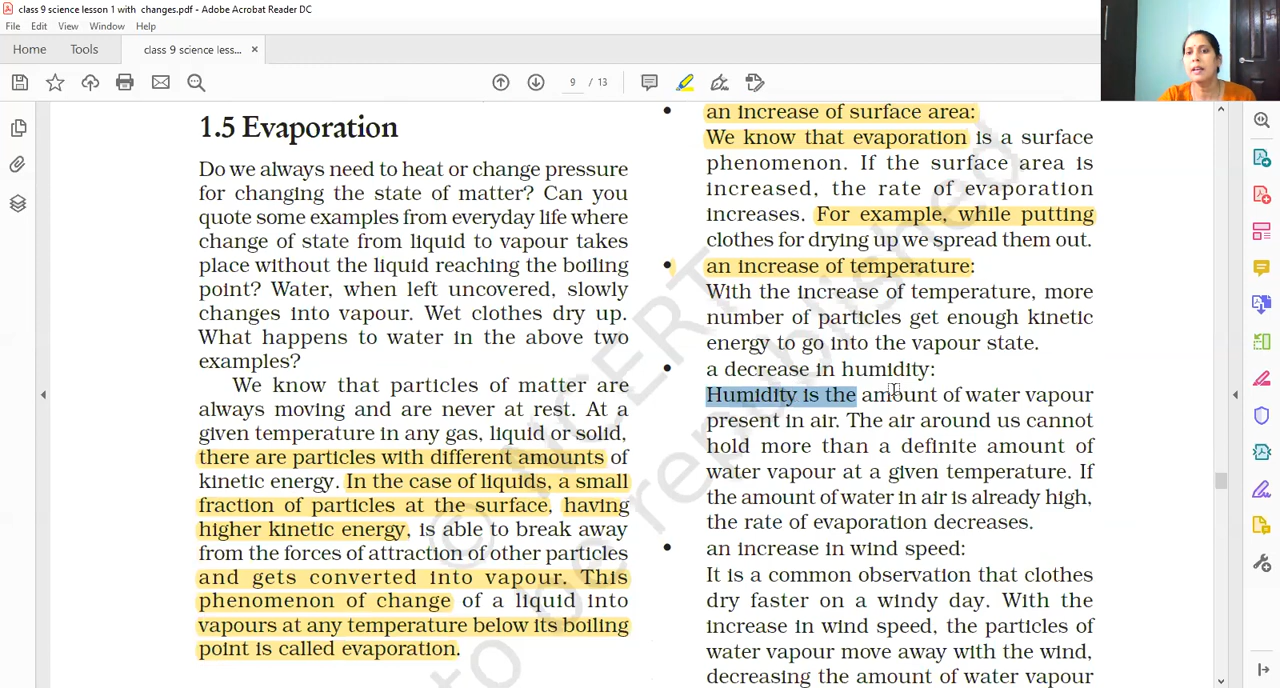 class 9 science lesson 1 with changes.pdf - Adobe Acrobat Reader DC
File Edit View Window Help
Home Tools class 9 science less... ×
9 / 13
1.5 Evaporation
Do we always need to heat or change pressure
for changing the state of matter? Can you
quote some examples from everyday life where
change of state from liquid to vapour takes
place without the liquid reaching the boiling
point? Water, when left uncovered, slowly
changes into vapour. Wet clothes dry up.
What happens to water in the above two
examples?
We know that particles of matter are
always moving and are never at rest. At a
given temperature in any gas, liquid or solid,
there are particles with different amounts of
kinetic energy. In the case of liquids, a small
fraction of particles at the surface, having
higher kinetic energy, is able to break away
from the forces of attraction of other particles
and gets converted into vapour. This
phenomenon of change of a liquid into
vapours at any temperature below its boiling
point is called evaporation.
• an increase of surface area:
We know that evaporation is a surface
phenomenon. If the surface area is
increased, the rate of evaporation
increases. For example, while putting
clothes for drying up we spread them out.
• an increase of temperature:
With the increase of temperature, more
number of particles get enough kinetic
energy to go into the vapour state.
• a decrease in humidity:
Humidity is the amount of water vapour
present in air. The air around us cannot
hold more than a definite amount of
water vapour at a given temperature. If
the amount of water in air is already high,
the rate of evaporation decreases.
• an increase in wind speed:
It is a common observation that clothes
dry faster on a windy day. With the
increase in wind speed, the particles of
water vapour move away with the wind,
decreasing the amount of water vapour
© NCERT
to be republished